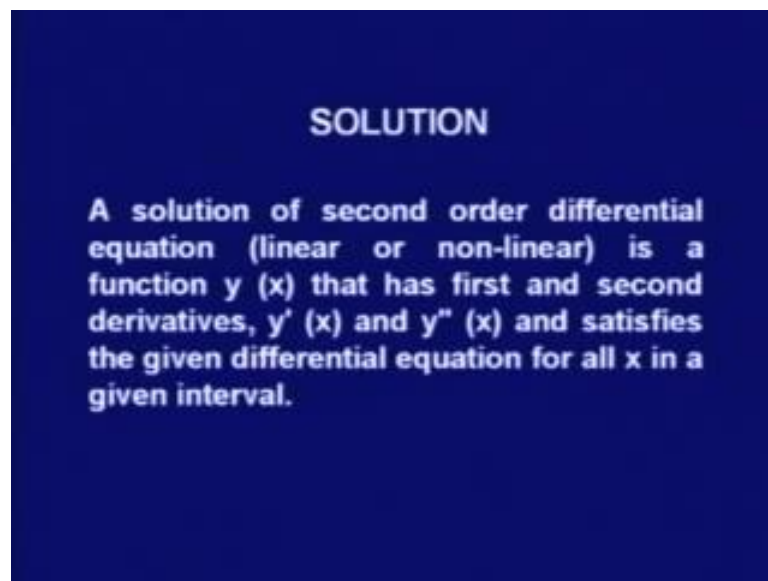 SOLUTION
A solution of second order differential
equation (linear or non-linear) is a
function y (x) that has first and second
derivatives, y' (x) and y" (x) and satisfies
the given differential equation for all x in a
given interval.